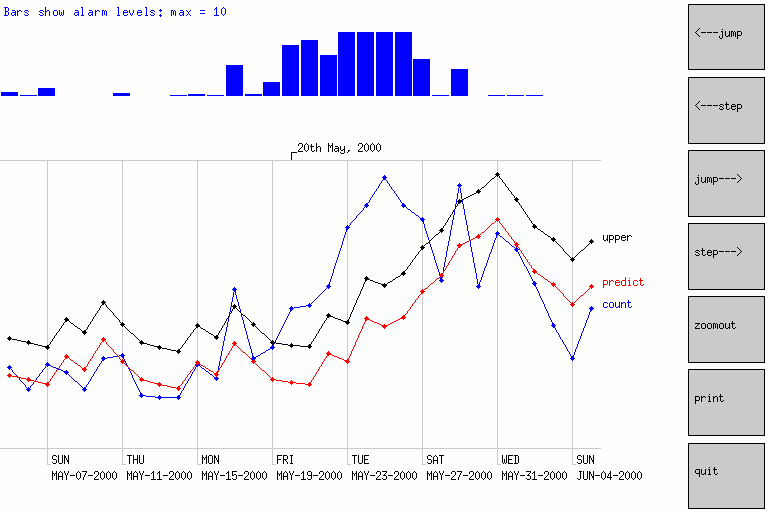 Bars show alarm levels: max = 10
20th May, 2000
upper
predict
count
SUN THU MON FRI TUE SAT WED SUN
MAY-07-2000 MAY-11-2000 MAY-15-2000 MAY-19-2000 MAY-23-2000 MAY-27-2000 MAY-31-2000 JUN-04-2000
<---jump
<---step
jump--->
step--->
zoomout
print
quit